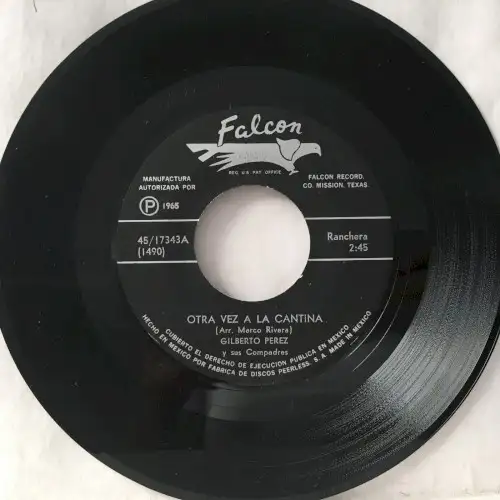 Falcon
REG. U.S. PAT. OFFICE
MANUFACTURA
AUTORIZADA POR
FALCON RECORD.
CO. MISSION, TEXAS
P 1965
45/17343A
(1490)
Ranchera
2:45
OTRA VEZ A LA CANTINA
(Arr. Marco Rivera)
GILBERTO PEREZ
y sus Compadres
CUBIERTO EL DERECHO DE EJECUCION PUBLICA EN MEXICO
HECHO EN MEXICO POR FABRICA DE DISCOS PEERLESS, S.A. MADE IN MEXICO